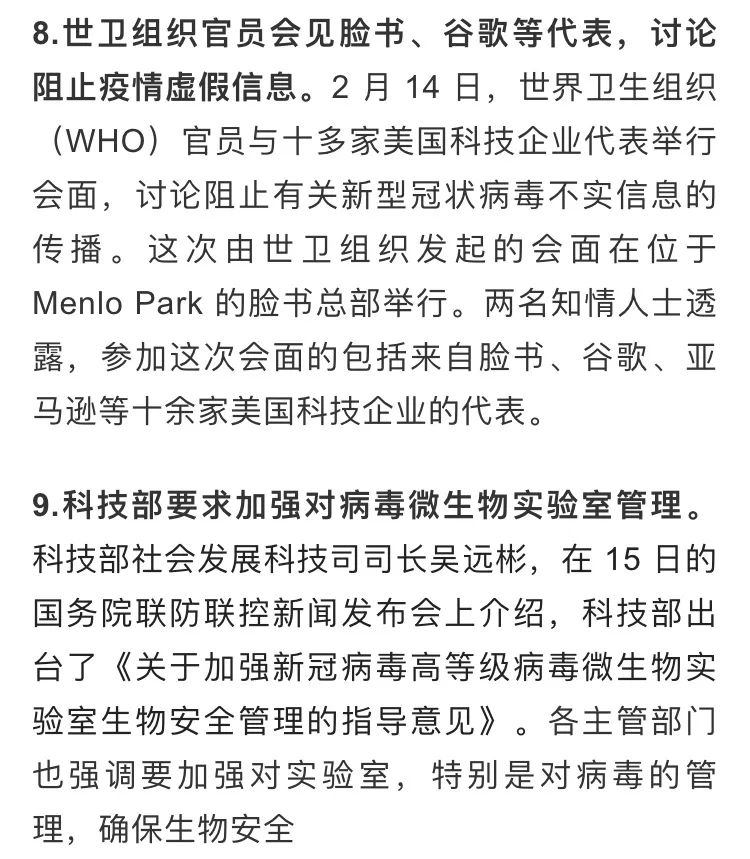 8.世卫组织官员会见脸书、谷歌等代表，讨论
阻止疫情虚假信息。2 月 14 日，世界卫生组织
（WHO）官员与十多家美国科技企业代表举行
会面，讨论阻止有关新型冠状病毒不实信息的
传播。这次由世卫组织发起的会面在位于
Menlo Park 的脸书总部举行。两名知情人士透
露，参加这次会面的包括来自脸书、谷歌、亚
马逊等十余家美国科技企业的代表。
9.科技部要求加强对病毒微生物实验室管理。
科技部社会发展科技司司长吴远彬，在 15 日的
国务院联防联控新闻发布会上介绍，科技部出
台了《关于加强新冠病毒高等级病毒微生物实
验室生物安全管理的指导意见》。各主管部门
也强调要加强对实验室，特别是对病毒的管
理，确保生物安全